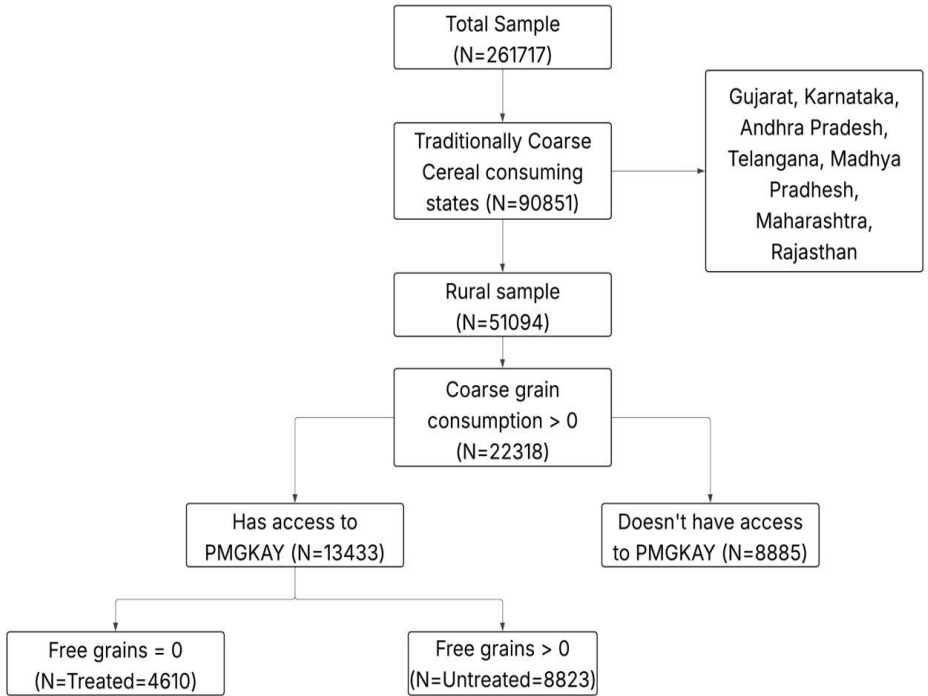 Total Sample
(N=261717)
Traditionally Coarse
Cereal consuming
states (N=90851)
Gujarat, Karnataka,
Andhra Pradesh,
Telangana, Madhya
Pradhesh,
Maharashtra,
Rajasthan
Rural sample
(N=51094)
Coarse grain
consumption > 0
(N=22318)
Has access to
PMGKAY (N=13433)
Doesn't have access
to PMGKAY (N=8885)
Free grains = 0
(N=Treated=4610)
Free grains > 0
(N=Untreated=8823)